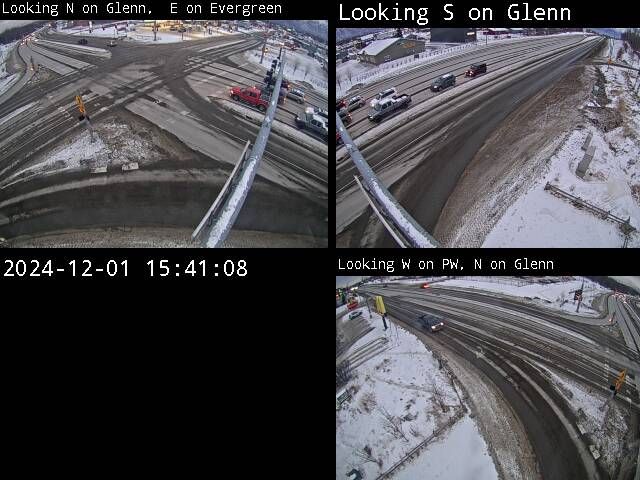 Looking N on Glenn, E on Evergreen
Looking S on Glenn
2024-12-01 15:41:08
Looking W on PW, N on Glenn